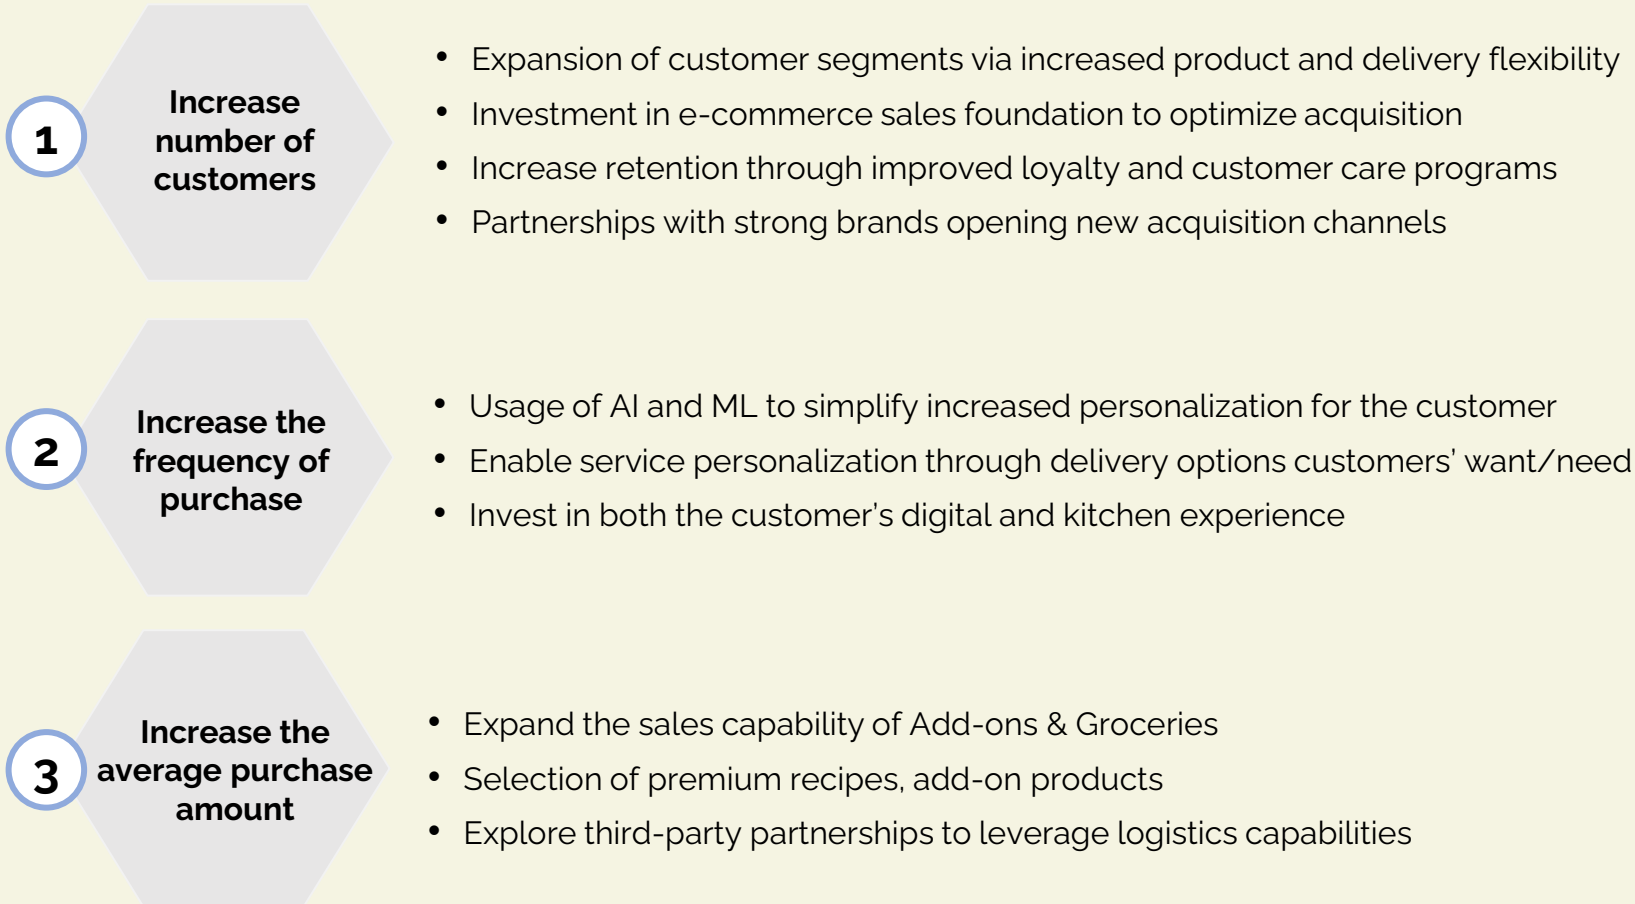 1
Increase
number of
customers
• Expansion of customer segments via increased product and delivery flexibility
• Investment in e-commerce sales foundation to optimize acquisition
• Increase retention through improved loyalty and customer care programs
• Partnerships with strong brands opening new acquisition channels
2
Increase the
frequency of
purchase
• Usage of AI and ML to simplify increased personalization for the customer
• Enable service personalization through delivery options customers’ want/need
• Invest in both the customer’s digital and kitchen experience
3
Increase the
average purchase
amount
• Expand the sales capability of Add-ons & Groceries
• Selection of premium recipes, add-on products
• Explore third-party partnerships to leverage logistics capabilities